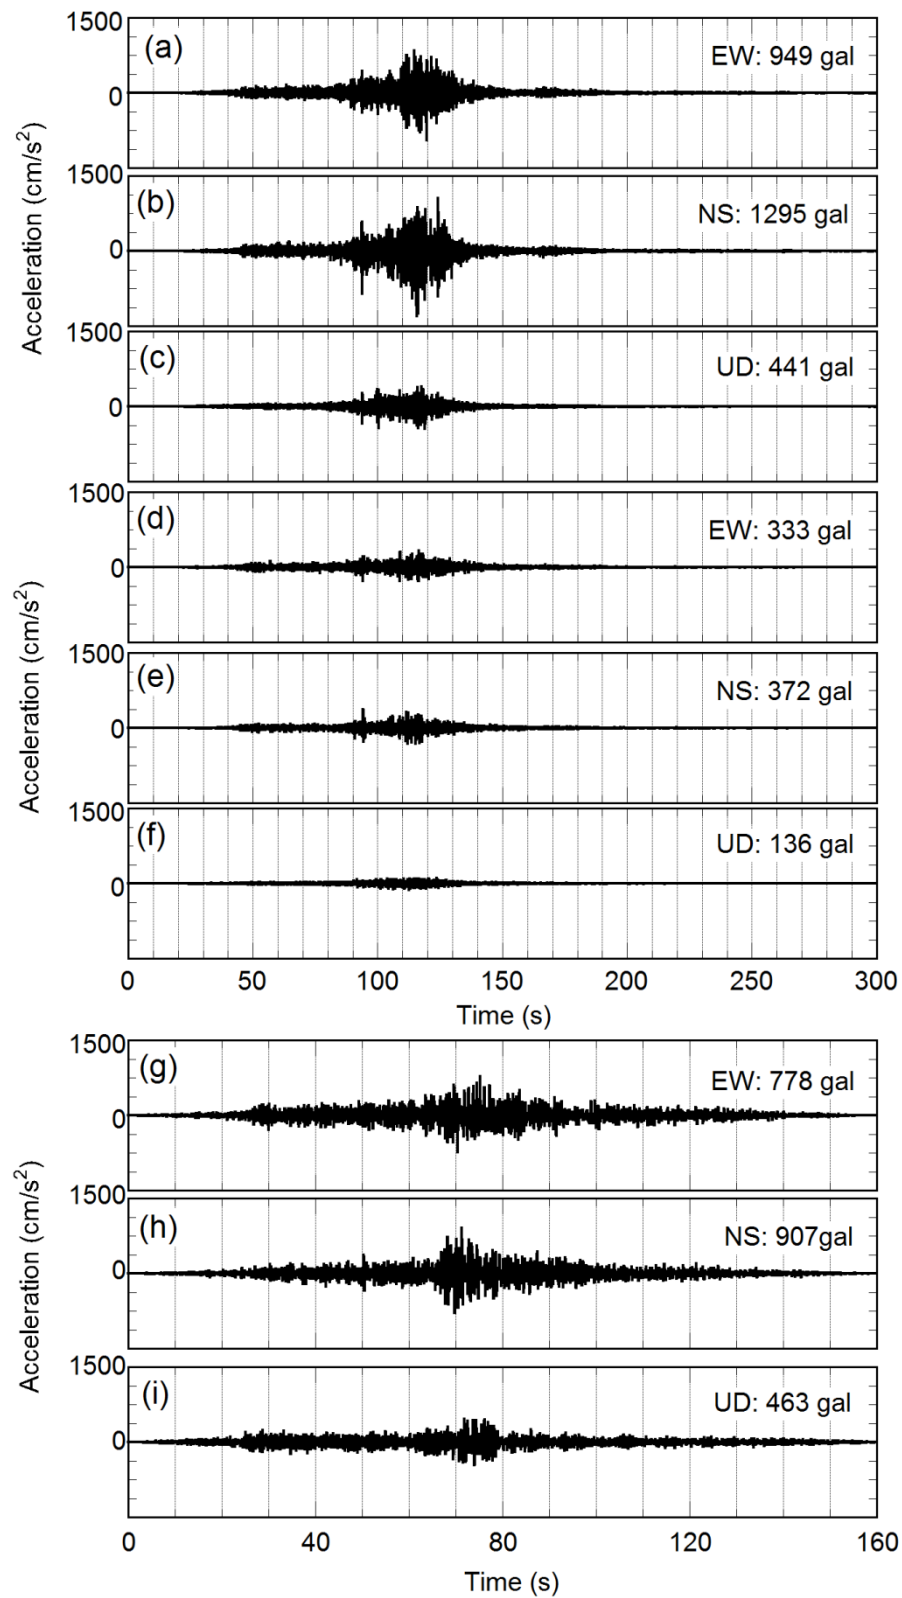 1500
(a)
EW: 949 gal
0
1500
(b)
NS: 1295 gal
0
Acceleration (cm/s²)
1500
(c)
UD: 441 gal
0
1500
(d)
EW: 333 gal
0
1500
(e)
NS: 372 gal
0
Acceleration (cm/s²)
1500
(f)
UD: 136 gal
0
0 50 100 150 200 250 300
Time (s)
1500
(g)
EW: 778 gal
0
1500
(h)
NS: 907gal
0
Acceleration (cm/s²)
1500
(i)
UD: 463 gal
0
0 40 80 120 160
Time (s)